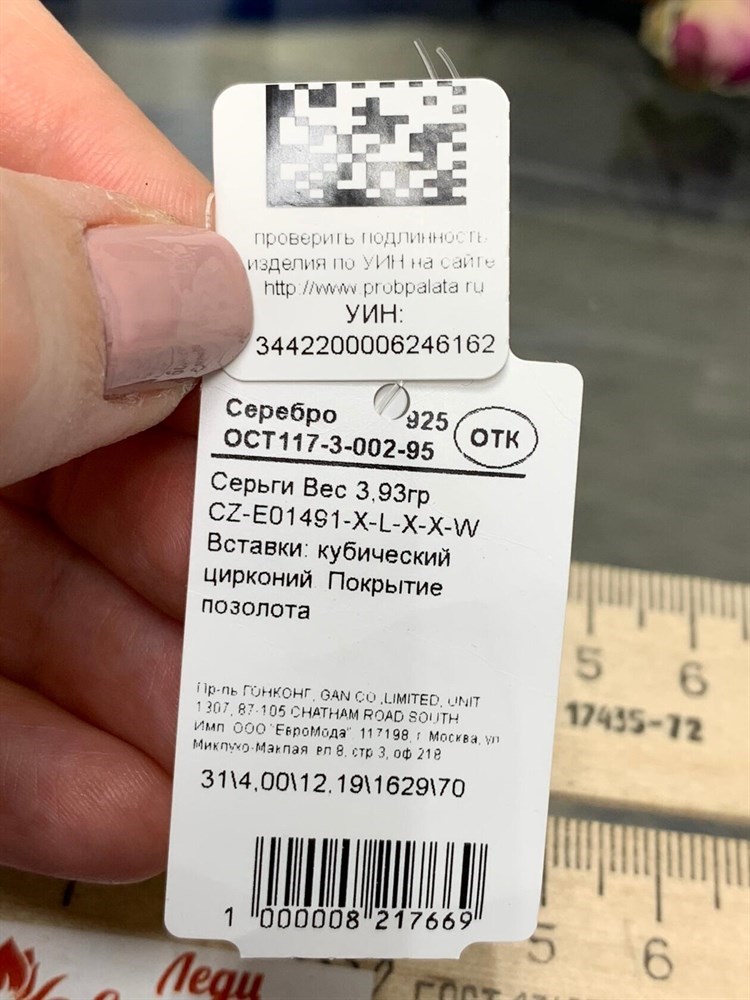 проверить подлинность
изделия по УИН на сайте
http://www.probpalata.ru
УИН:
3442200006246162
Серебро 925
ОСТ117-3-002-95
ОТК
Серьги Вес 3,93гр
CZ-E01491-X-L-X-X-W
Вставки: кубический
цирконий Покрытие
позолота
Пр-ль ГОНКОНГ, GAN CO.,LIMITED, UNIT
1307, 87-105 CHATHAM ROAD SOUTH
Имп. ООО "ЕвроМода", 117198, г. Москва, ул
Миклухо-Маклая, вл 8, стр 3, оф 218
31\4,00\12,19\1629\70
1 000008 217669
5 6
17435-72
5 6
Леди
ГОСТ